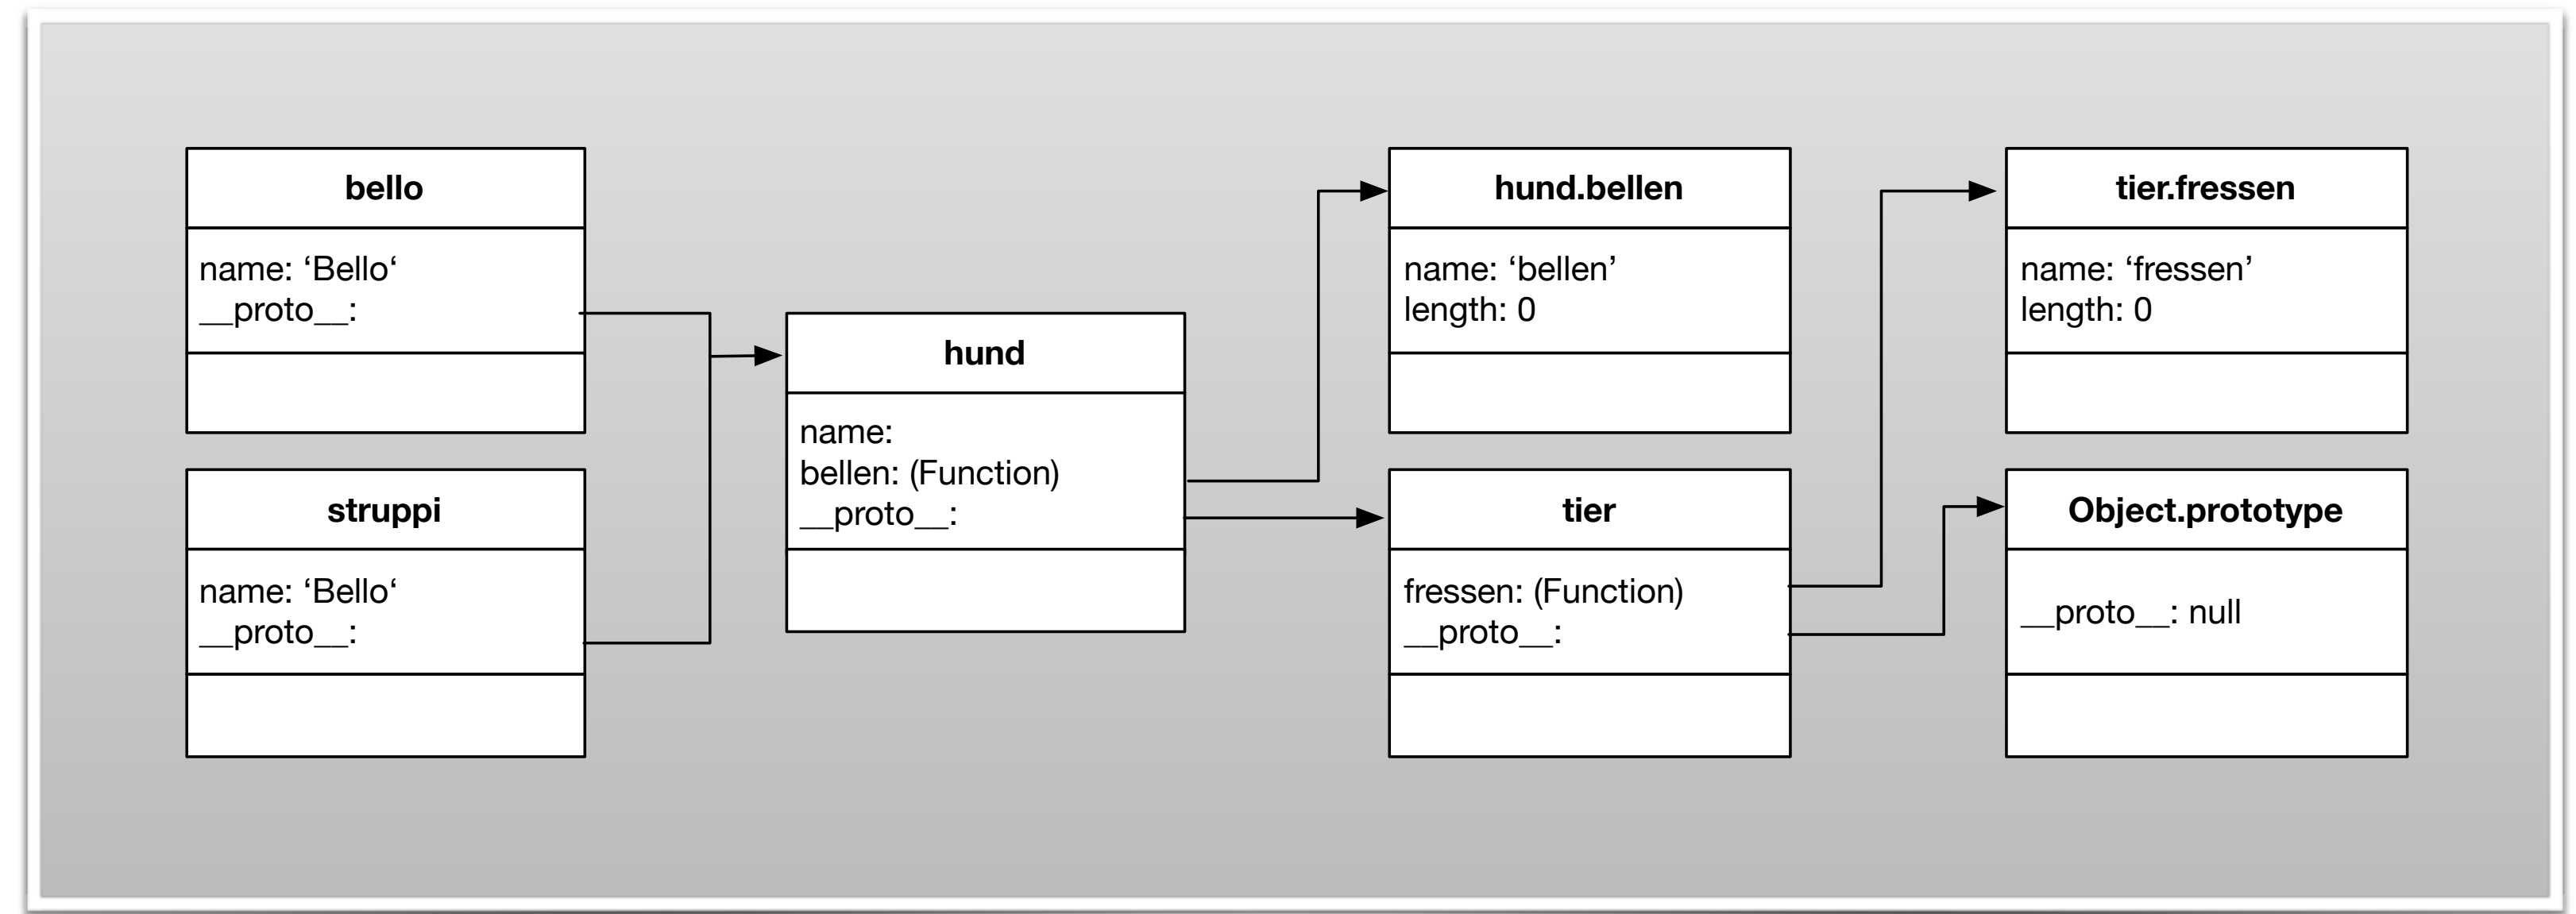 bello
name: ‘Bello‘
__proto__:
struppi
name: ‘Bello‘
__proto__:
hund
name:
bellen: (Function)
__proto__:
hund.bellen
name: ‘bellen’
length: 0
tier
fressen: (Function)
__proto__:
tier.fressen
name: ‘fressen’
length: 0
Object.prototype
__proto__: null